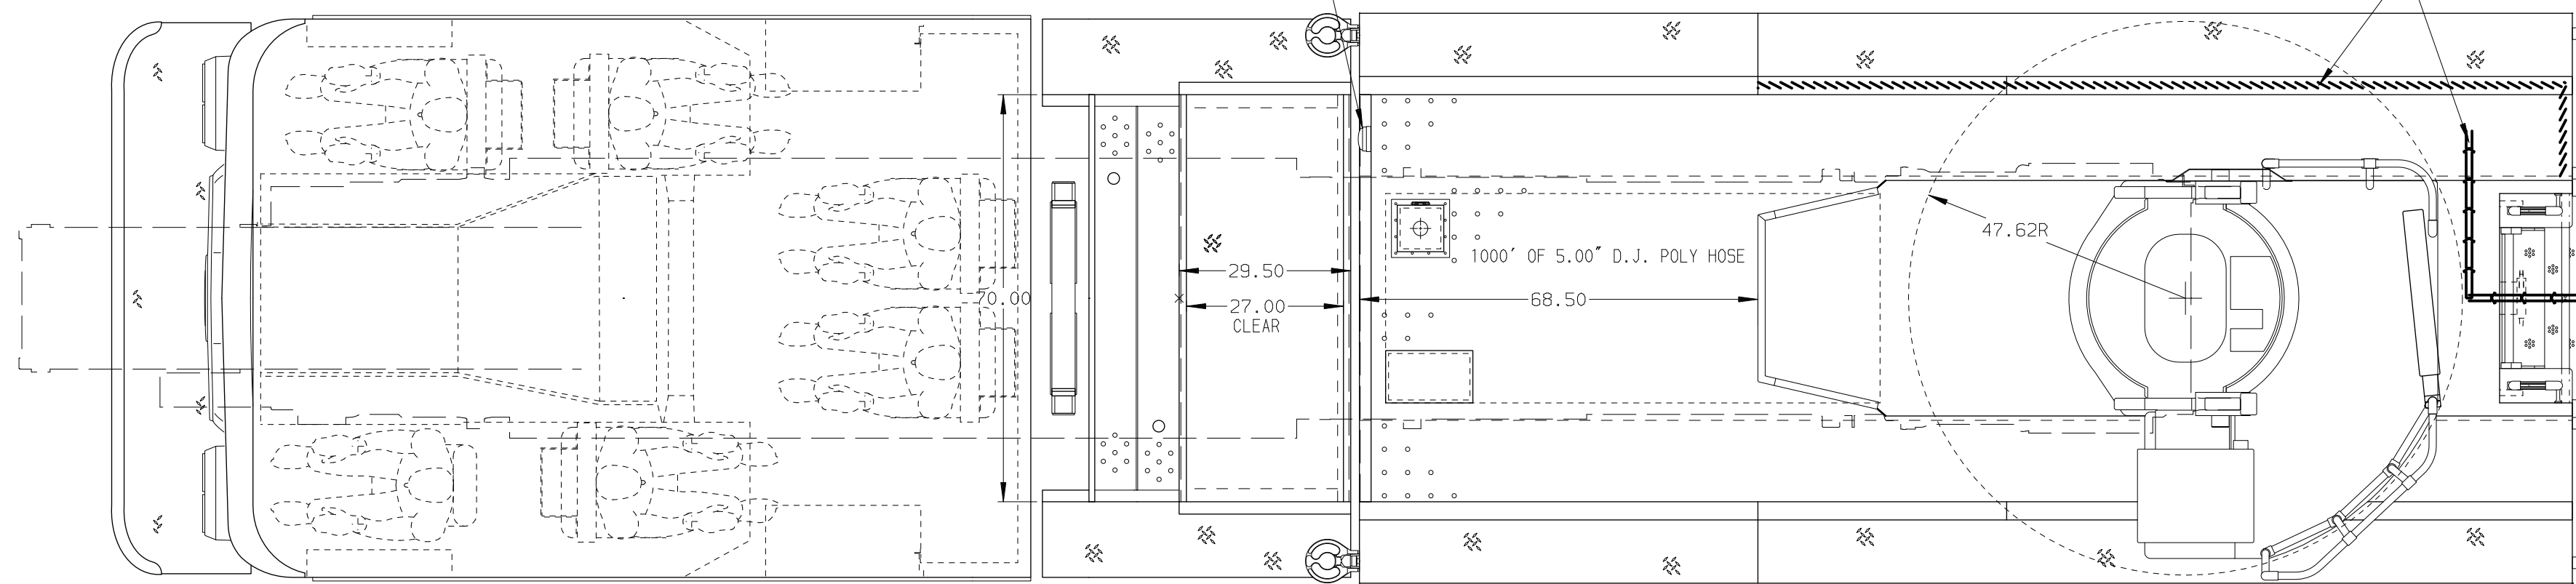 47.62R
1000' OF 5.00" D.J. POLY HOSE
29.50
70.00
68.50
27.00
CLEAR